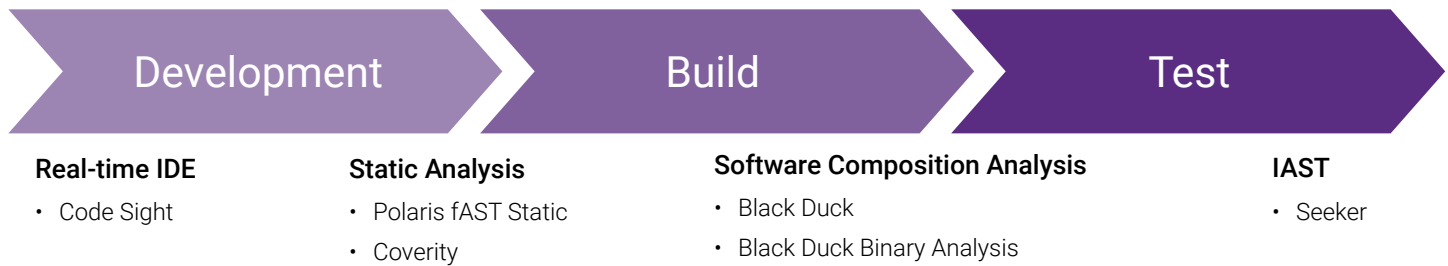 Development
Build
Test
Real-time IDE
• Code Sight
Static Analysis
• Polaris fAST Static
• Coverity
Software Composition Analysis
• Black Duck
• Black Duck Binary Analysis
IAST
• Seeker